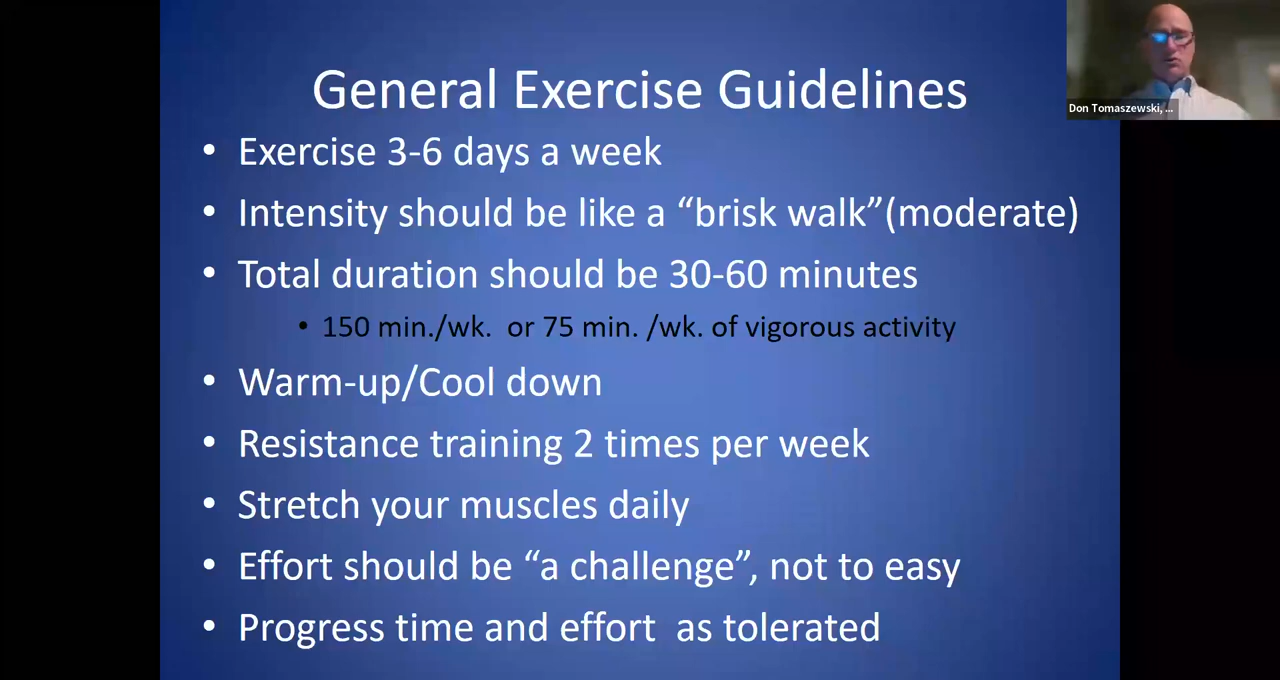 General Exercise Guidelines
Don Tomaszewski, ...
• Exercise 3-6 days a week
• Intensity should be like a “brisk walk”(moderate)
• Total duration should be 30-60 minutes
• 150 min./wk.  or 75 min. /wk. of vigorous activity
• Warm-up/Cool down
• Resistance training 2 times per week
• Stretch your muscles daily
• Effort should be “a challenge”, not to easy
• Progress time and effort  as tolerated